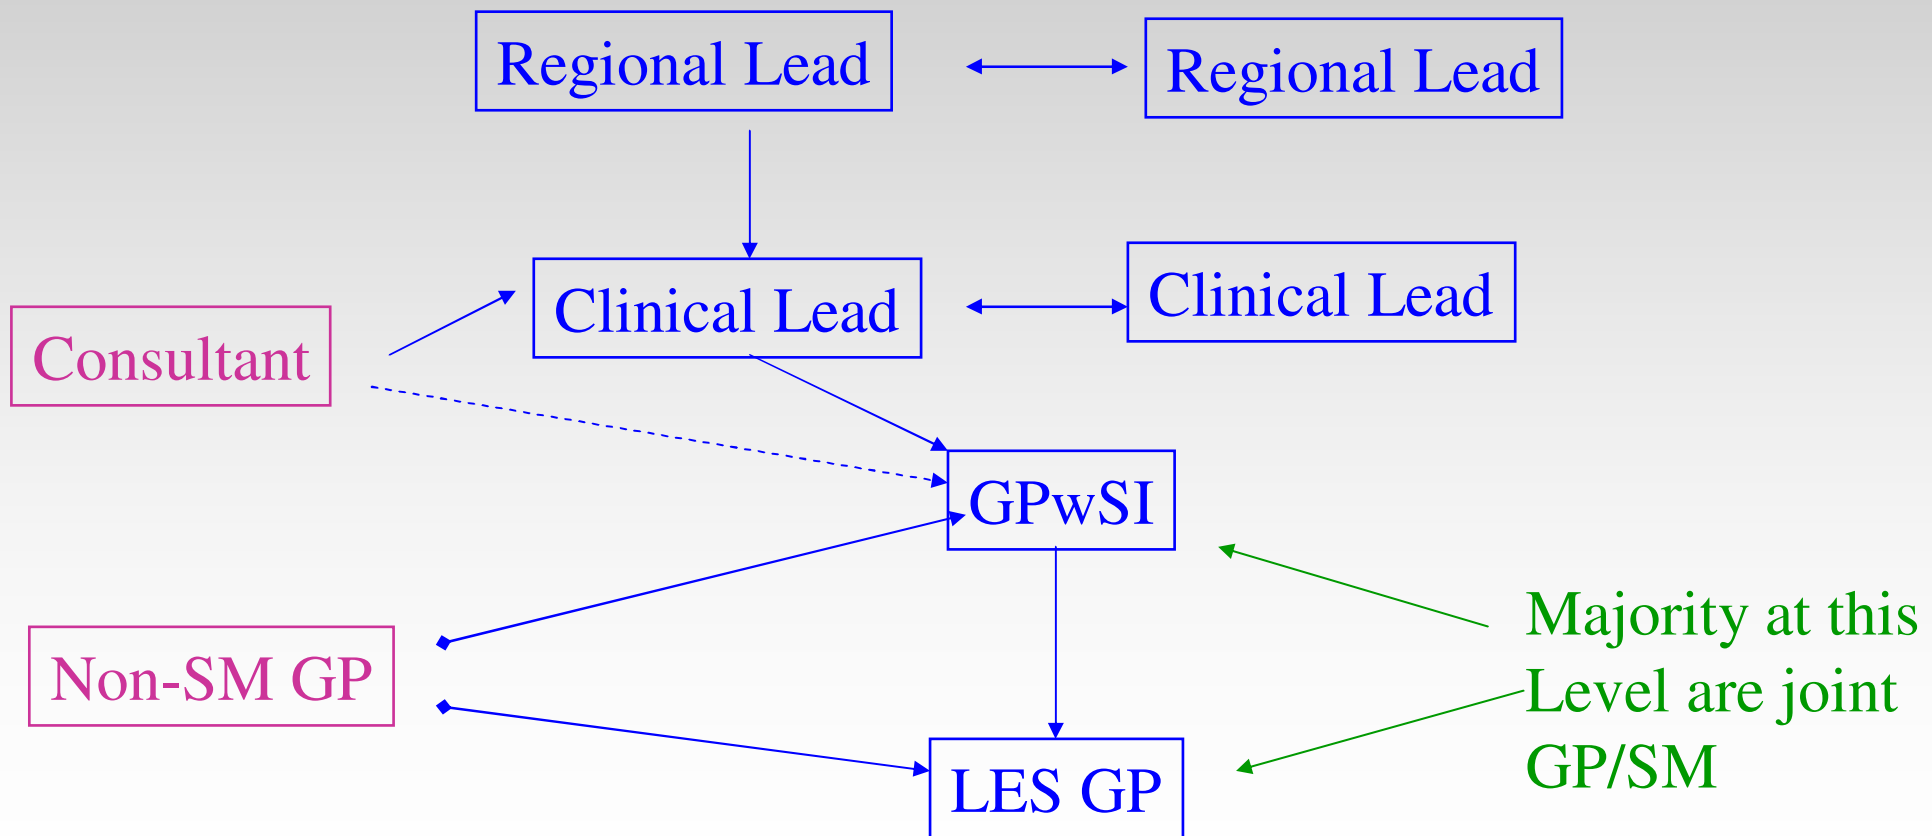 Regional Lead
Regional Lead
Clinical Lead
Clinical Lead
Consultant
GPwSI
Majority at this
Level are joint
GP/SM
Non-SM GP
LES GP